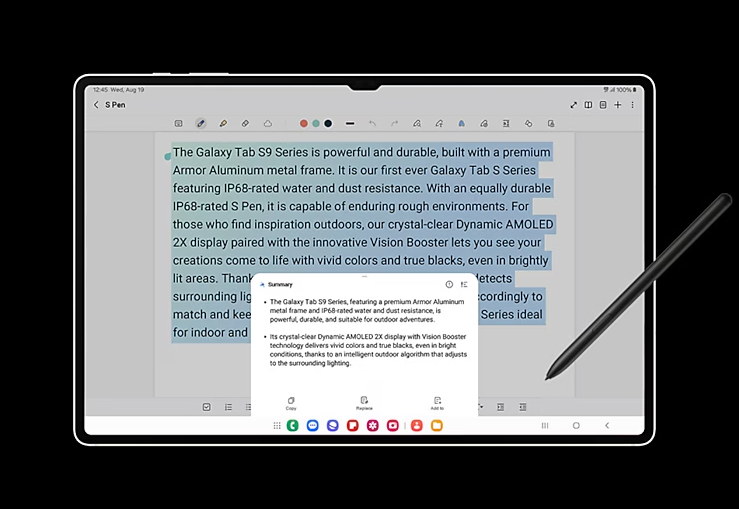 12:45 Wed, Aug 19
100%
S Pen
The Galaxy Tab S9 Series is powerful and durable, built with a premium
Armor Aluminum metal frame. It is our first ever Galaxy Tab S Series
featuring IP68-rated water and dust resistance. With an equally durable
IP68-rated S Pen, it is capable of enduring rough environments. For
those who find inspiration outdoors, our crystal-clear Dynamic AMOLED
2X display paired with the innovative Vision Booster lets you see your
creations come to life with vivid colors and true blacks, even in brightly
lit areas. Thank
detects
surrounding lig
ccordingly to
match and kee
Series ideal
for indoor and
Summary
• The Galaxy Tab S9 Series, featuring a premium Armor Aluminum
metal frame and IP68-rated water and dust resistance, is
powerful, durable, and suitable for outdoor adventures.
• Its crystal-clear Dynamic AMOLED 2X display with Vision Booster
technology delivers vivid colors and true blacks, even in bright
conditions, thanks to an intelligent outdoor algorithm that adjusts
to the surrounding lighting.
Copy
Replace
Add to